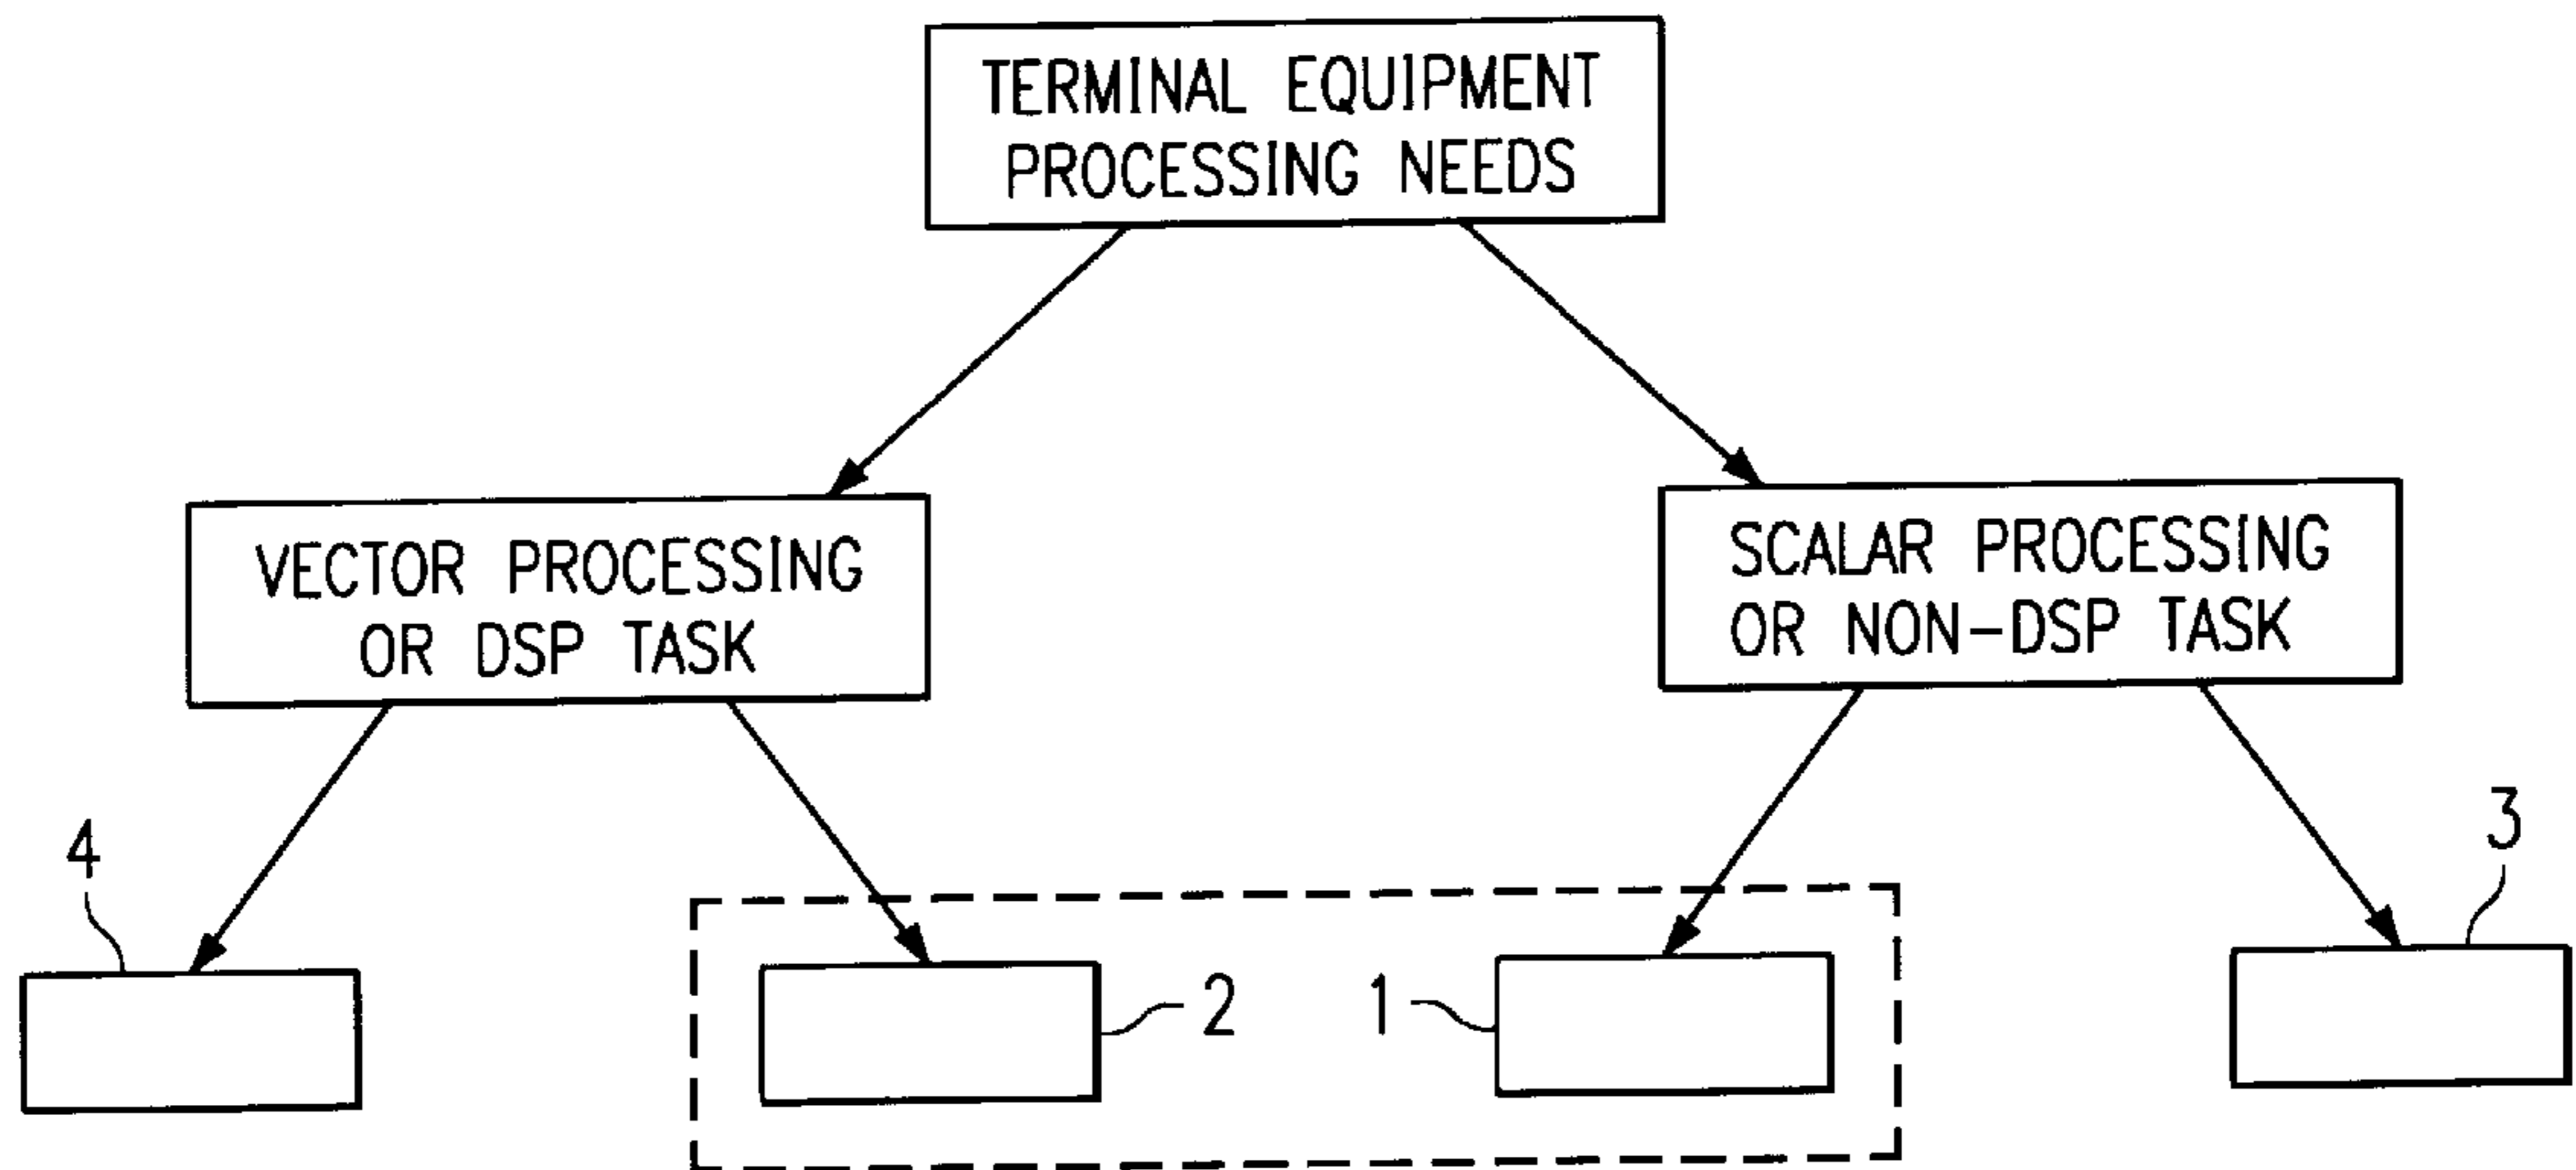 TERMINAL EQUIPMENT
PROCESSING NEEDS
VECTOR PROCESSING
OR DSP TASK
SCALAR PROCESSING
OR NON-DSP TASK
4
3
2
1